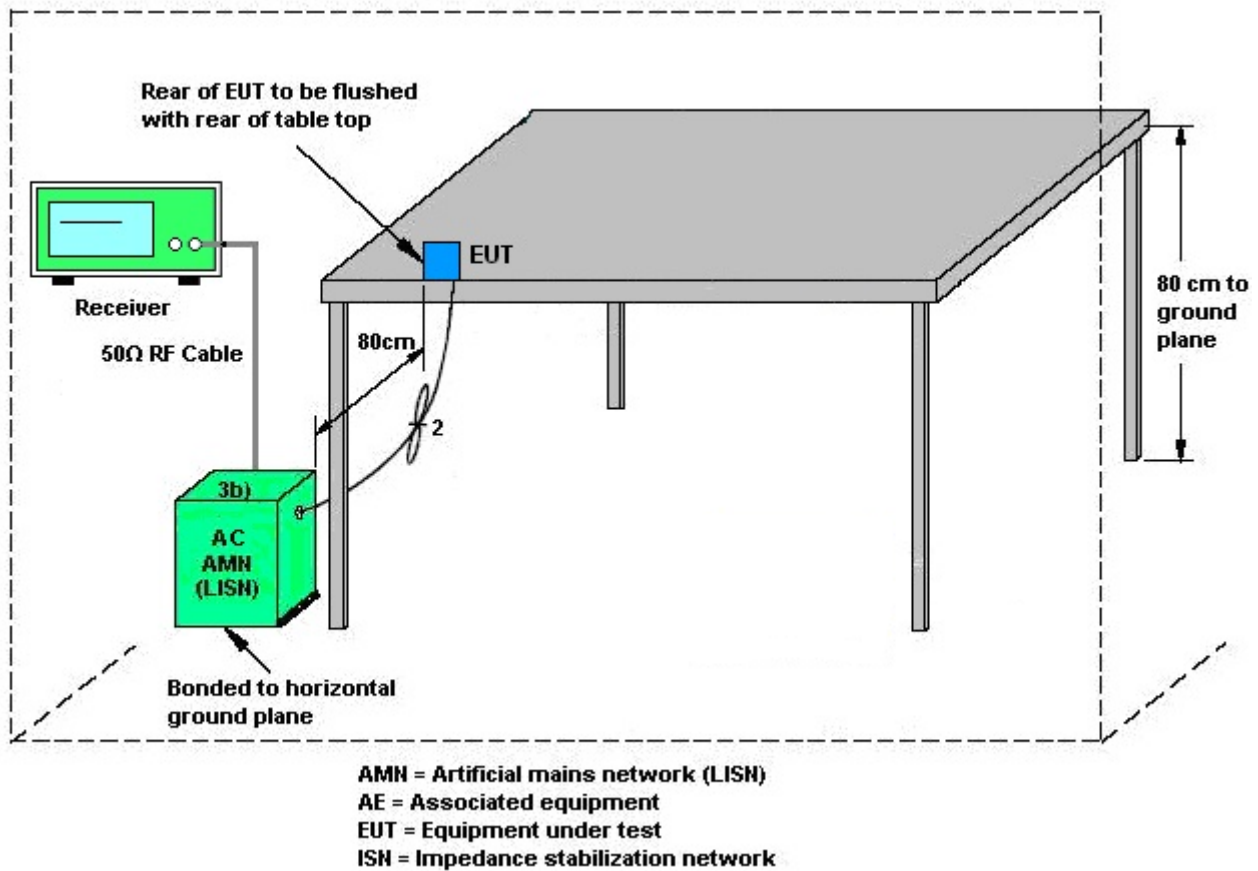 Rear of EUT to be flushed
with rear of table top
EUT
Receiver
50Ω RF Cable
80cm
80 cm to
ground
plane
2
3b)
AC
AMN
(LISN)
Bonded to horizontal
ground plane
AMN = Artificial mains network (LISN)
AE = Associated equipment
EUT = Equipment under test
ISN = Impedance stabilization network